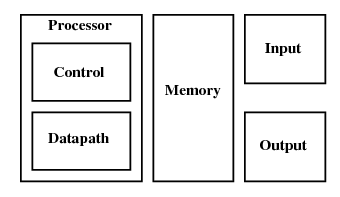 Processor
Control
Datapath
Memory
Input
Output